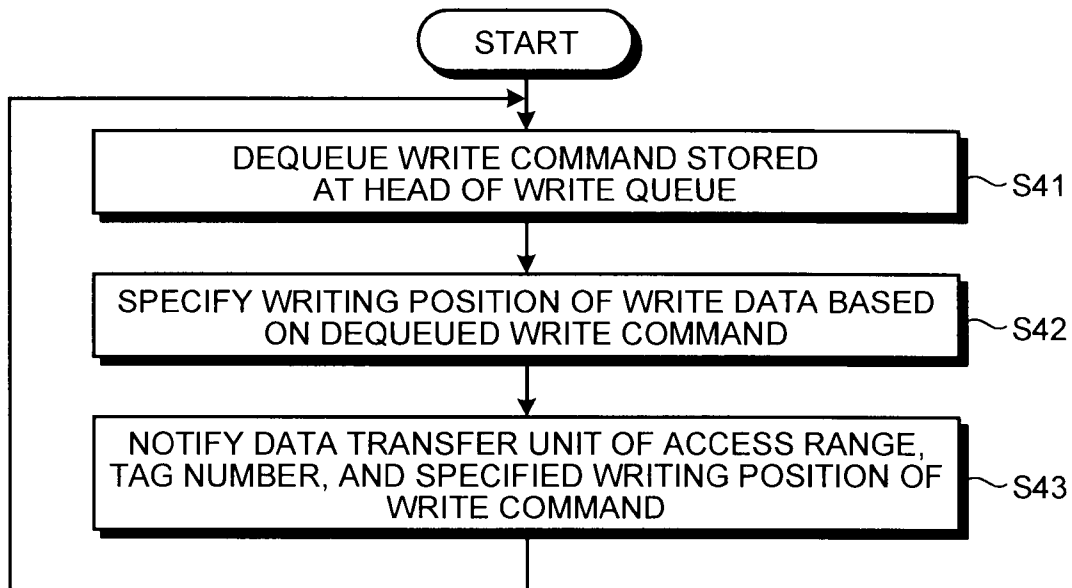 START
DEQUEUE WRITE COMMAND STORED
AT HEAD OF WRITE QUEUE
S41
SPECIFY WRITING POSITION OF WRITE DATA BASED
ON DEQUEUED WRITE COMMAND
S42
NOTIFY DATA TRANSFER UNIT OF ACCESS RANGE,
TAG NUMBER, AND SPECIFIED WRITING POSITION OF
WRITE COMMAND
S43